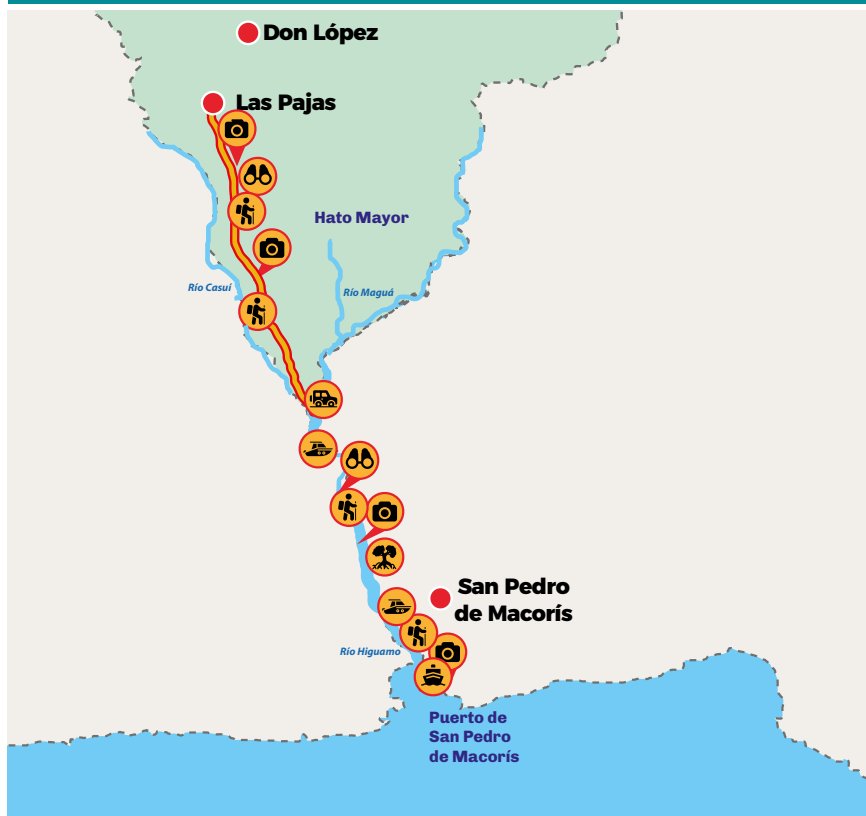 Don López
Las Pajas
Hato Mayor
Río Casuí
Río Maguá
San Pedro
de Macorís
Río Higuamo
Puerto de
San Pedro
de Macorís